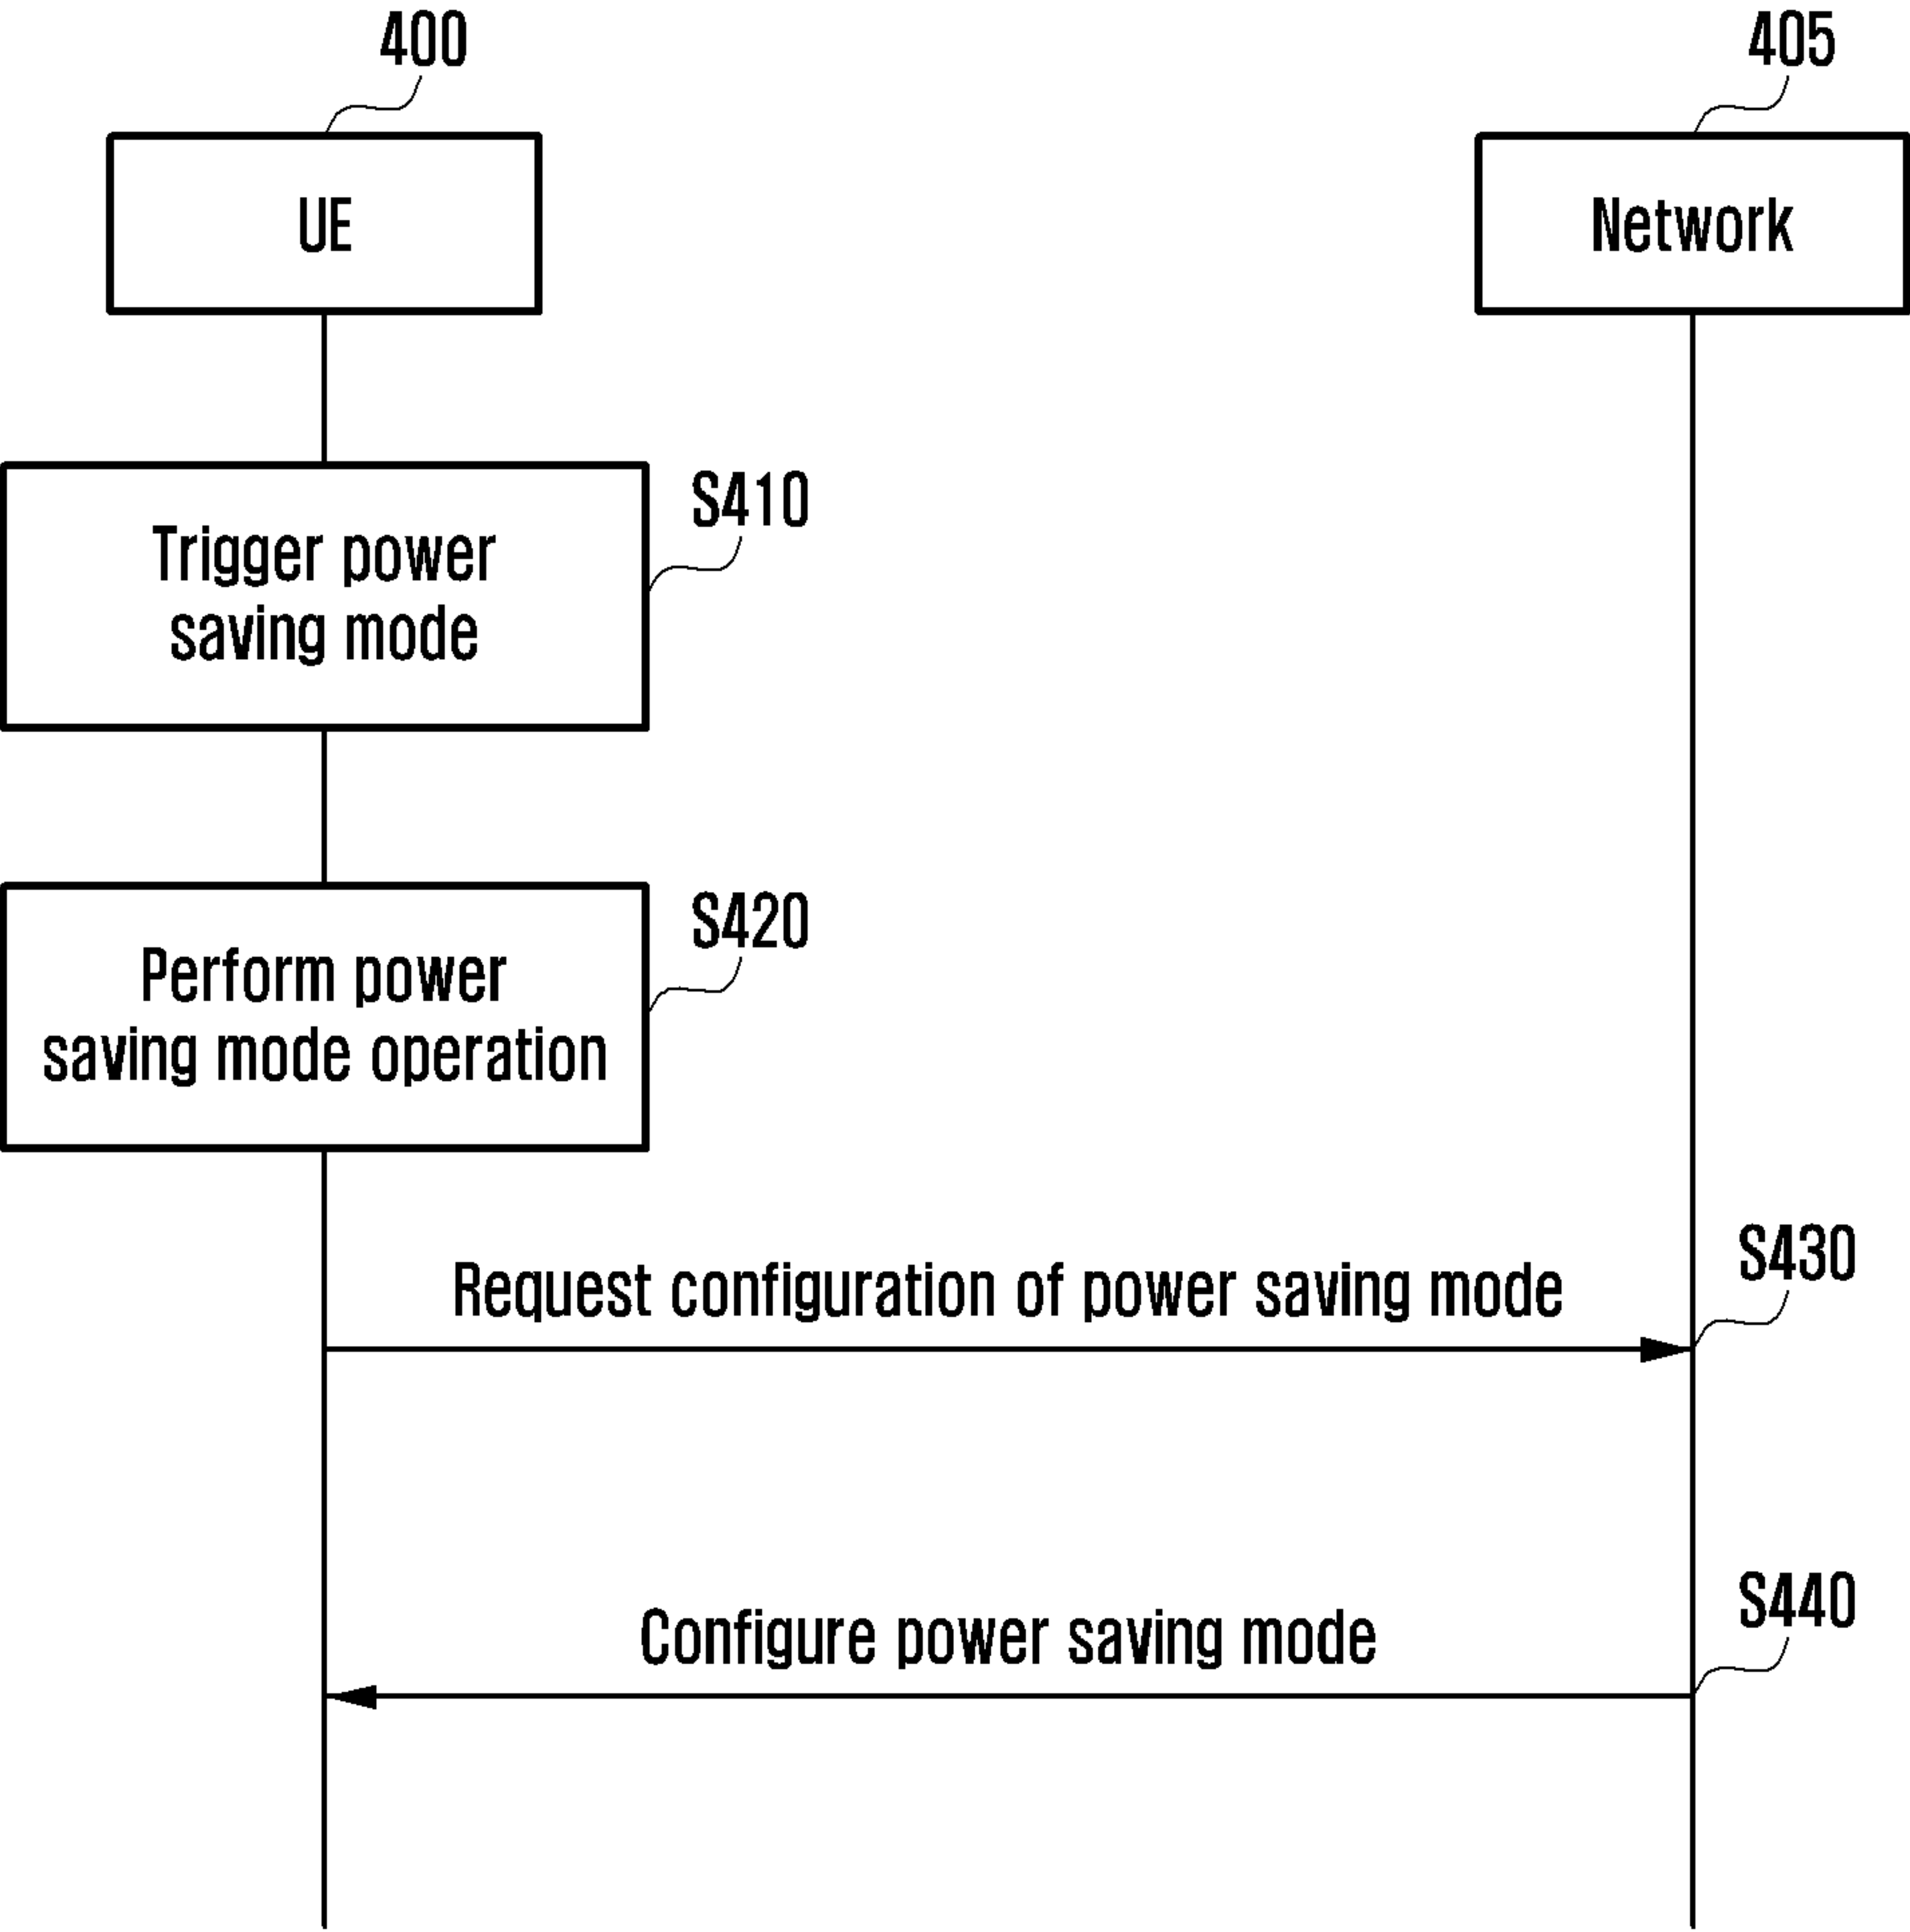 400
405
UE
Network
S410
Trigger power
saving mode
S420
Perform power
saving mode operation
S430
Request configuration of power saving mode
S440
Configure power saving mode